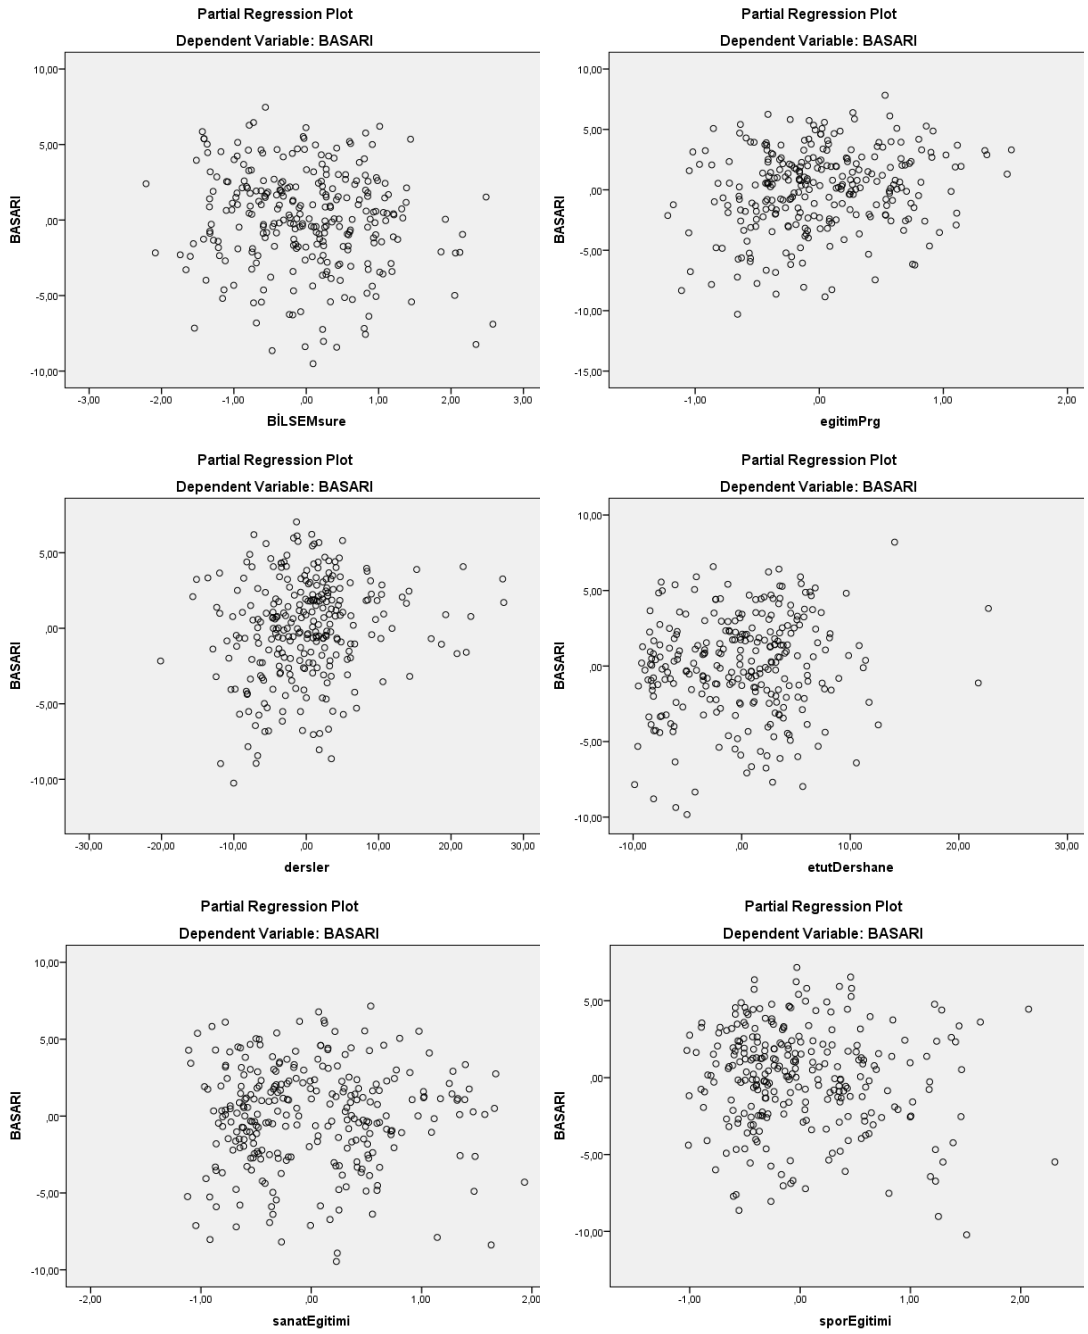 Partial Regression Plot
Dependent Variable: BASARI
BASARI
10,00
5,00
,00
-5,00
-10,00
-3,00 -2,00 -1,00 ,00 1,00 2,00 3,00
BİLSEMsure
Partial Regression Plot
Dependent Variable: BASARI
BASARI
10,00
5,00
,00
-5,00
-10,00
-15,00
-1,00 ,00 1,00 2,00
egitimPrg
Partial Regression Plot
Dependent Variable: BASARI
BASARI
5,00
,00
-5,00
-10,00
-30,00 -20,00 -10,00 ,00 10,00 20,00 30,00
dersler
Partial Regression Plot
Dependent Variable: BASARI
BASARI
10,00
5,00
,00
-5,00
-10,00
-10,00 ,00 10,00 20,00 30,00
etutDershane
Partial Regression Plot
Dependent Variable: BASARI
BASARI
10,00
5,00
,00
-5,00
-10,00
-2,00 -1,00 ,00 1,00 2,00
sanatEgitimi
Partial Regression Plot
Dependent Variable: BASARI
BASARI
5,00
,00
-5,00
-10,00
-1,00 ,00 1,00 2,00
sporEgitimi